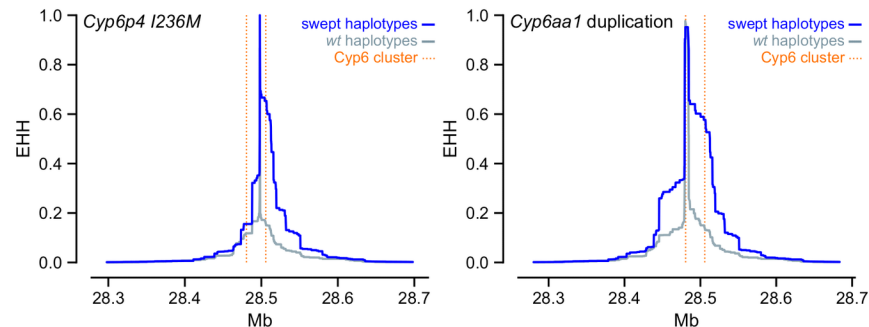 Cyp6p4 I236M
swept haplotypes
wt haplotypes
Cyp6 cluster
EHH
1.0
0.8
0.6
0.4
0.2
0.0
28.3 28.4 28.5 28.6 28.7
Mb
Cyp6aa1 duplication
swept haplotypes
wt haplotypes
Cyp6 cluster
EHH
1.0
0.8
0.6
0.4
0.2
0.0
28.3 28.4 28.5 28.6 28.7
Mb